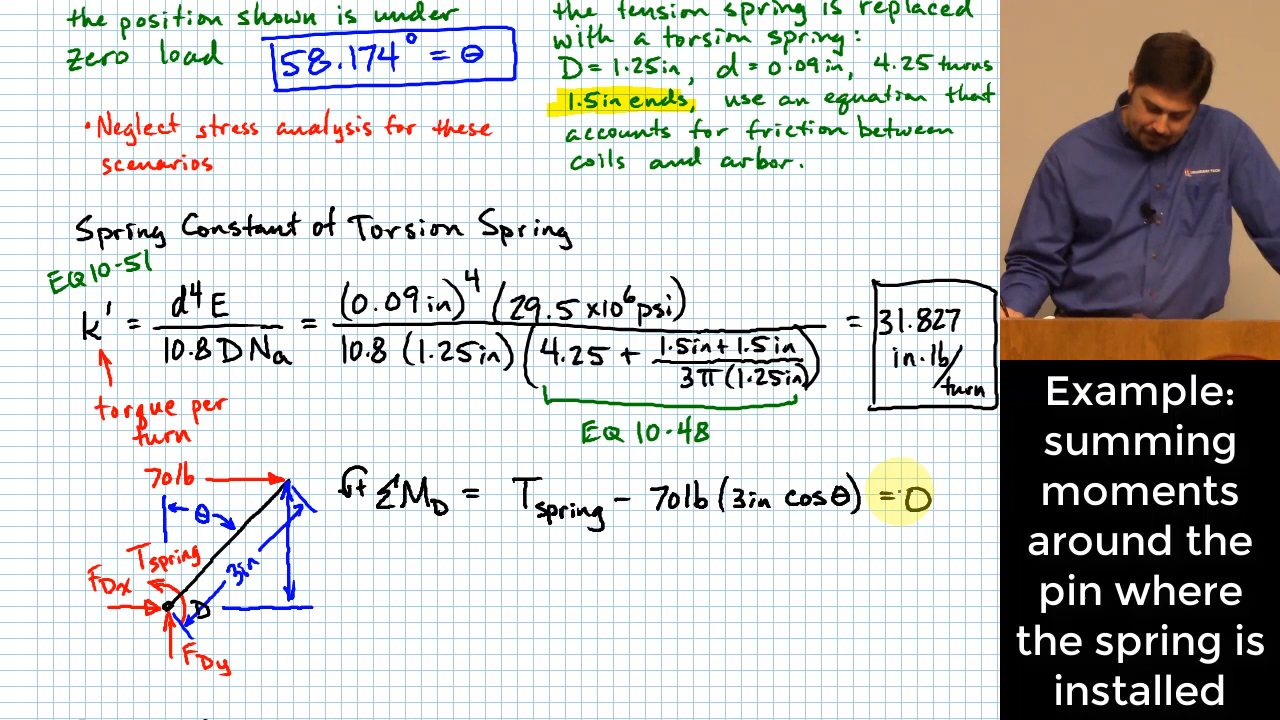 the position shown is under
zero load
58.174° = θ
• Neglect stress analysis for these
scenarios
the tension spring is replaced
with a torsion spring:
D = 1.25in, d = 0.09in, 4.25 turns
1.5in ends, use an equation that
accounts for friction between
coils and arbor.
Spring Constant of Torsion Spring
EQ 10-51
k' = d⁴E / 10.8 D Na = (0.09in)⁴ (29.5 x10⁶psi) / 10.8 (1.25in) (4.25 + 1.5in + 1.5in / 3π(1.25in)) = 31.827 in·lb/turn
torque per
turn
EQ 10-48
70lb
θ
Tspring
3in
FDx
D
FDy
+ ΣMD = Tspring - 70lb (3in cosθ) = 0
Example:
summing
moments
around the
pin where
the spring is
installed